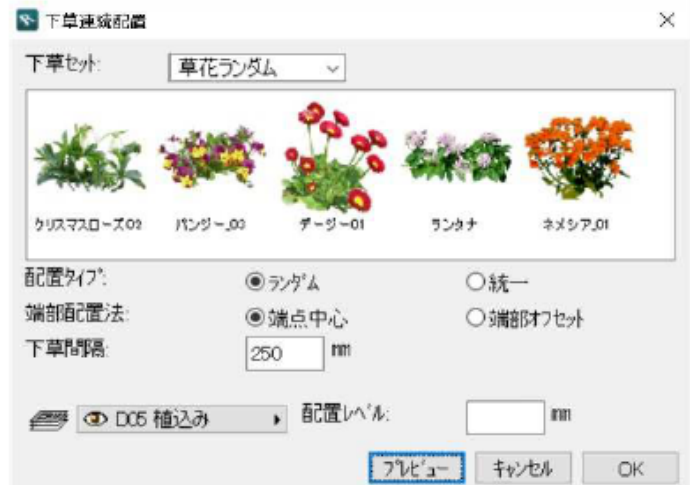 下草連続配置
下草セット: 草花ランダム
クリスマスローズ02 パンジー_03 デージー01 ランタナ ネメシア_01
配置タイプ: ランダム 統一
端部配置法: 端点中心 端部オフセット
下草間隔: 250 mm
D05 植込み 配置レベル: mm
プレビュー キャンセル OK